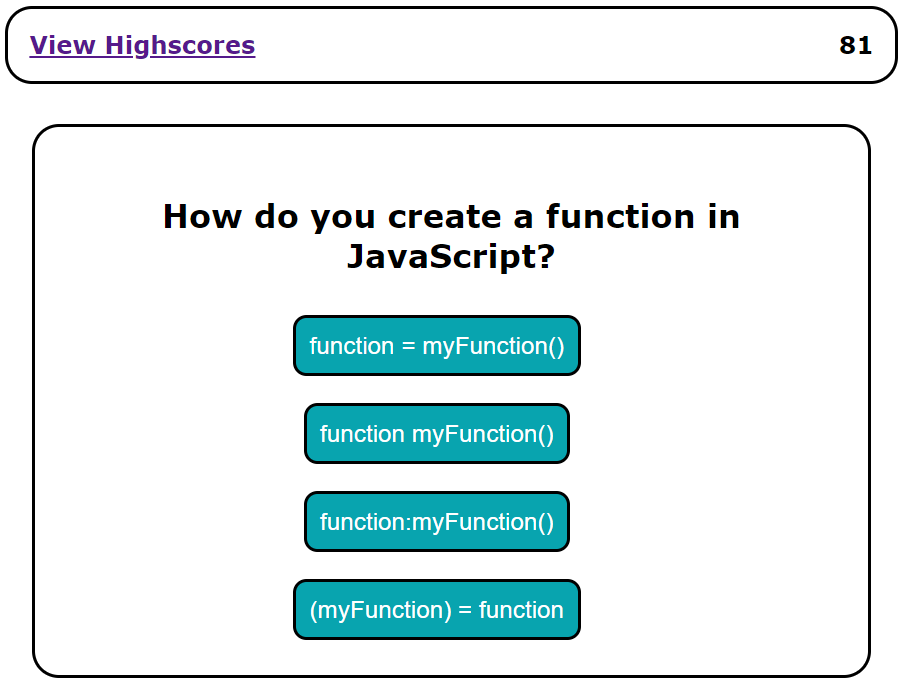 View Highscores 81
How do you create a function in
JavaScript?
function = myFunction()
function myFunction()
function:myFunction()
(myFunction) = function